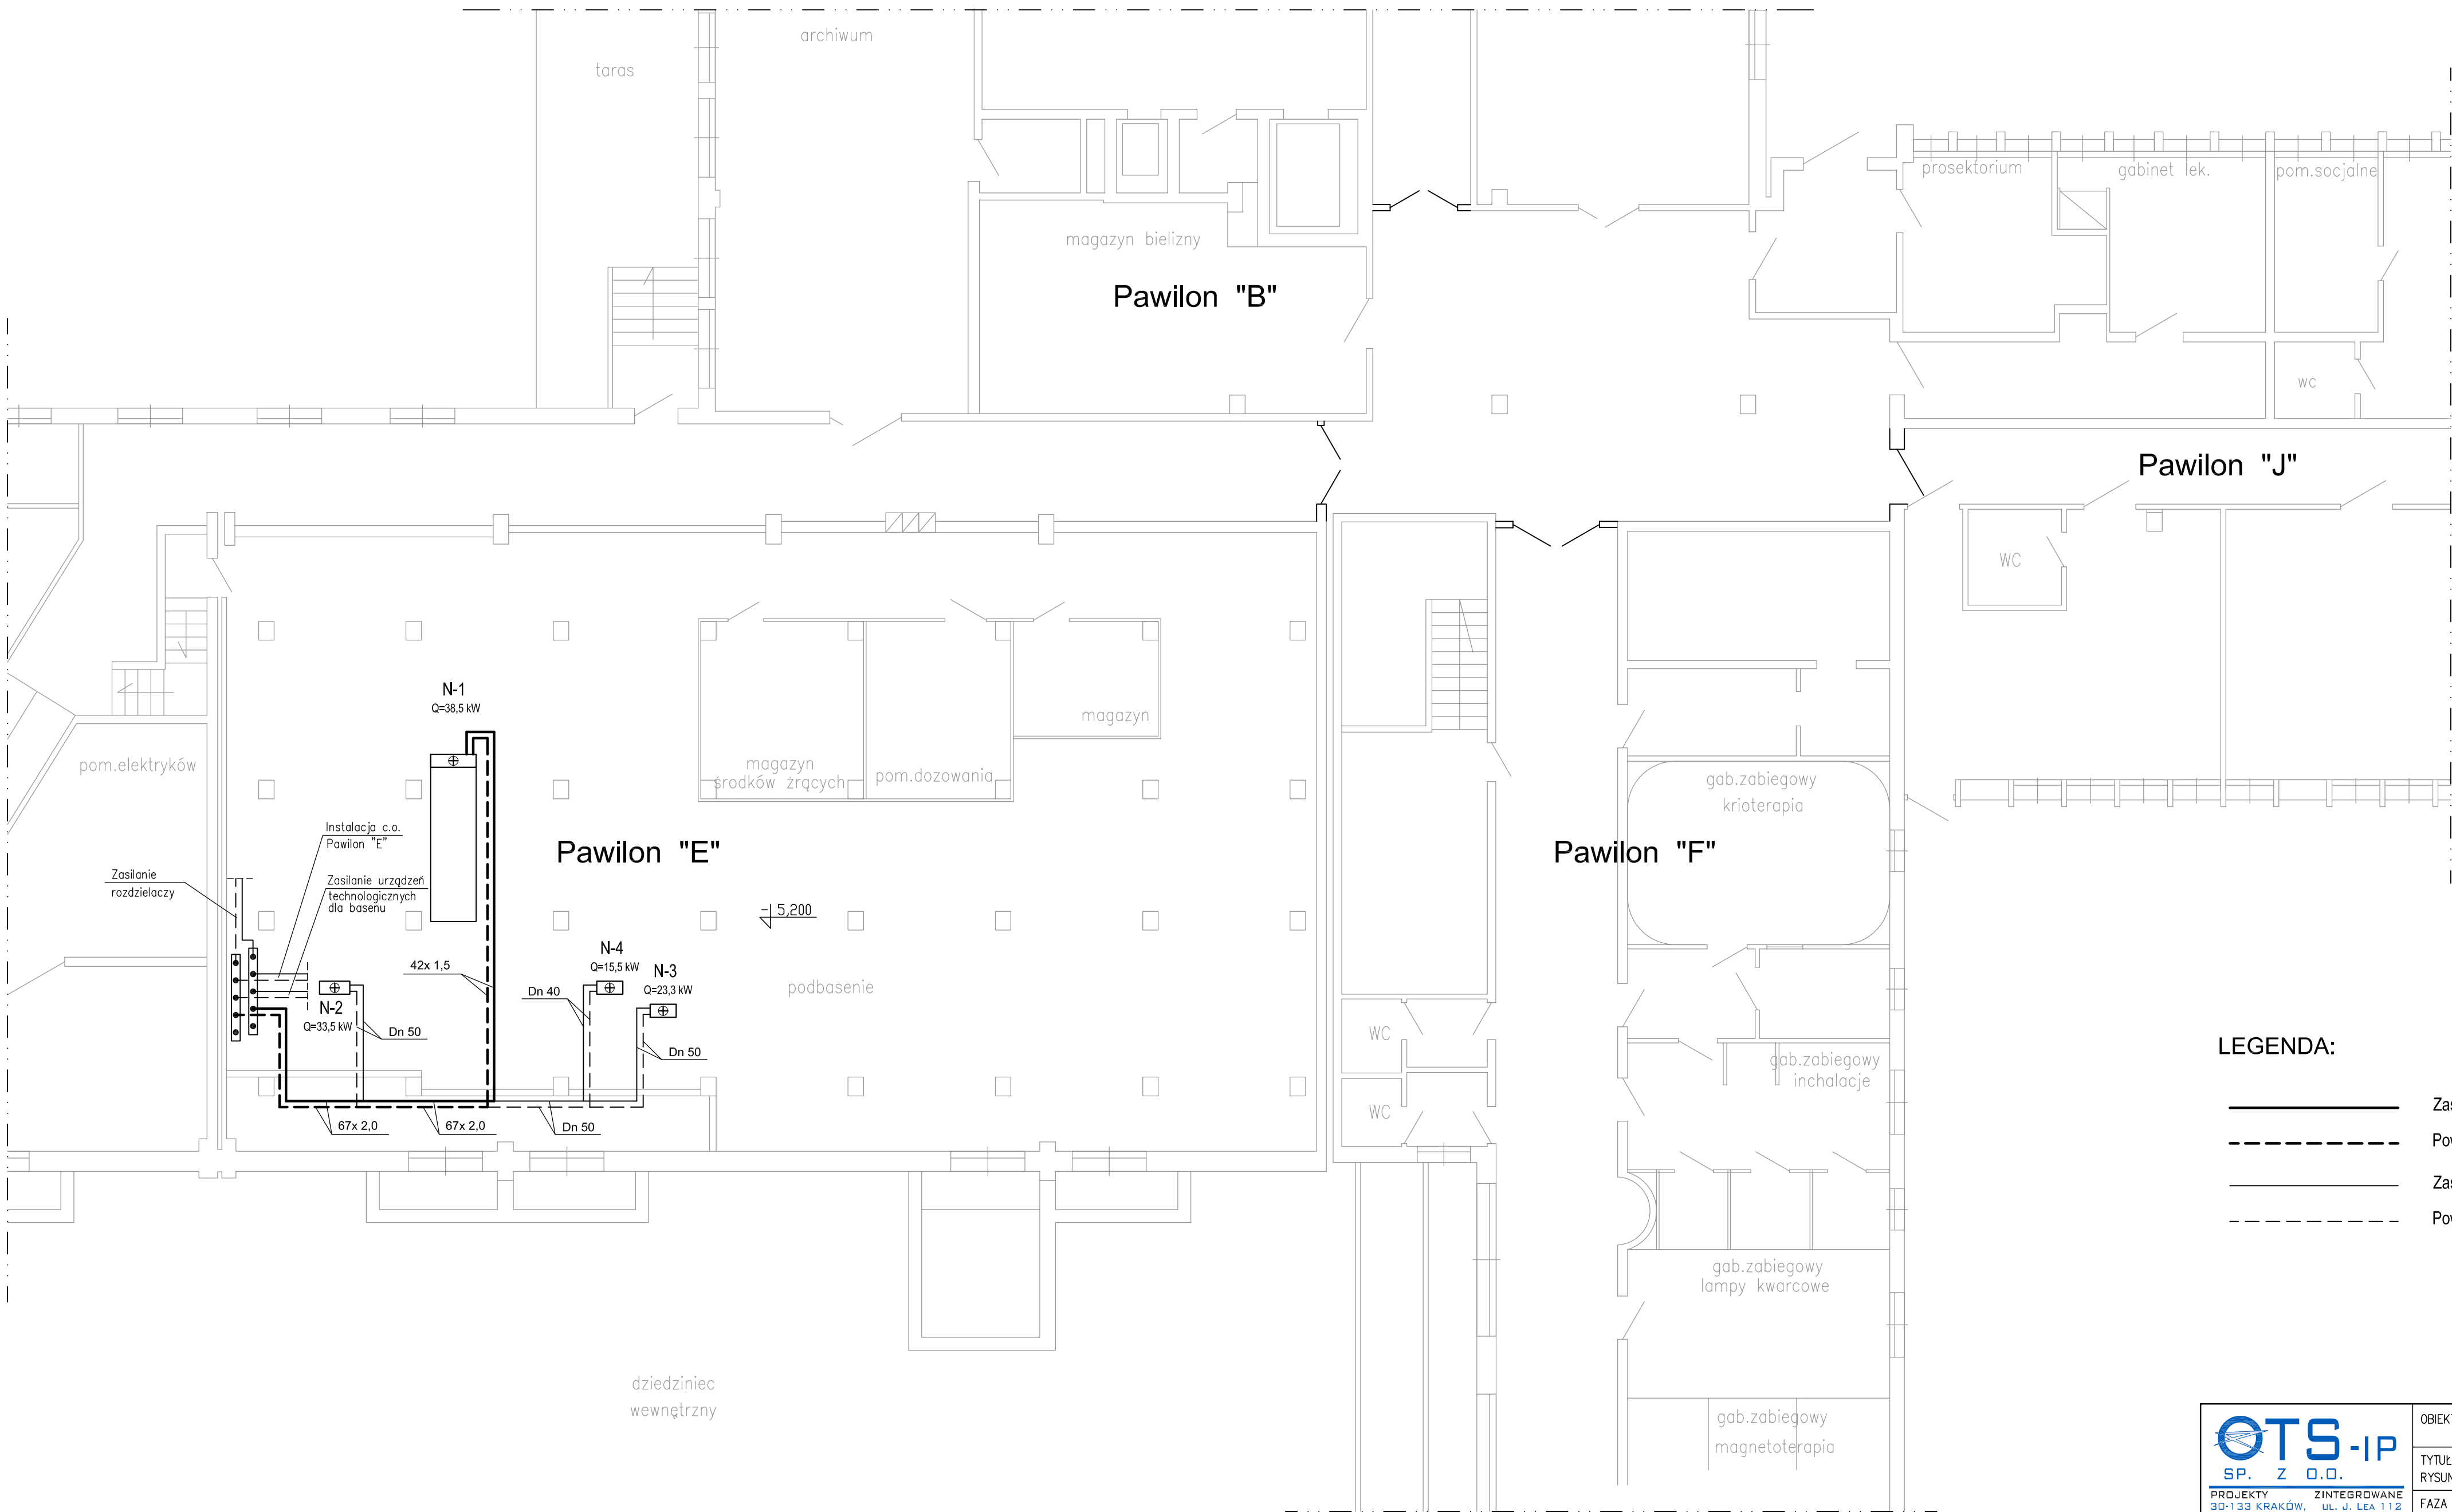 archiwum
taras
prosektorium
gabinet lek.
pom.socjalne
magazyn bielizny
Pawilon "B"
wc
Pawilon "J"
WC
N-1
Q=38,5 kW
magazyn
pom.elektryków
magazyn
środków żrących
pom.dozowania
gab.zabiegowy
krioterapia
Instalacja c.o.
Pawilon "E"
Pawilon "E"
Pawilon "F"
Zasilanie
rozdzielaczy
Zasilanie urządzeń
technologicznych
dla basenu
- 5,200
N-4
Q=15,5 kW
42x 1,5
N-3
Q=23,3 kW
Dn 40
podbasenie
N-2
Q=33,5 kW
Dn 50
Dn 50
WC
LEGENDA:
gab.zabiegowy
inchalacje
WC
67x 2,0
67x 2,0
Dn 50
gab.zabiegowy
lampy kwarcowe
dziedziniec
wewnętrzny
gab.zabiegowy
magnetoterapia
OTS-IP
SP. Z O.O.
PROJEKTY ZINTEGROWANE
30-133 KRAKÓW, UL. J. LEA 112
TYTUŁ
FAZA